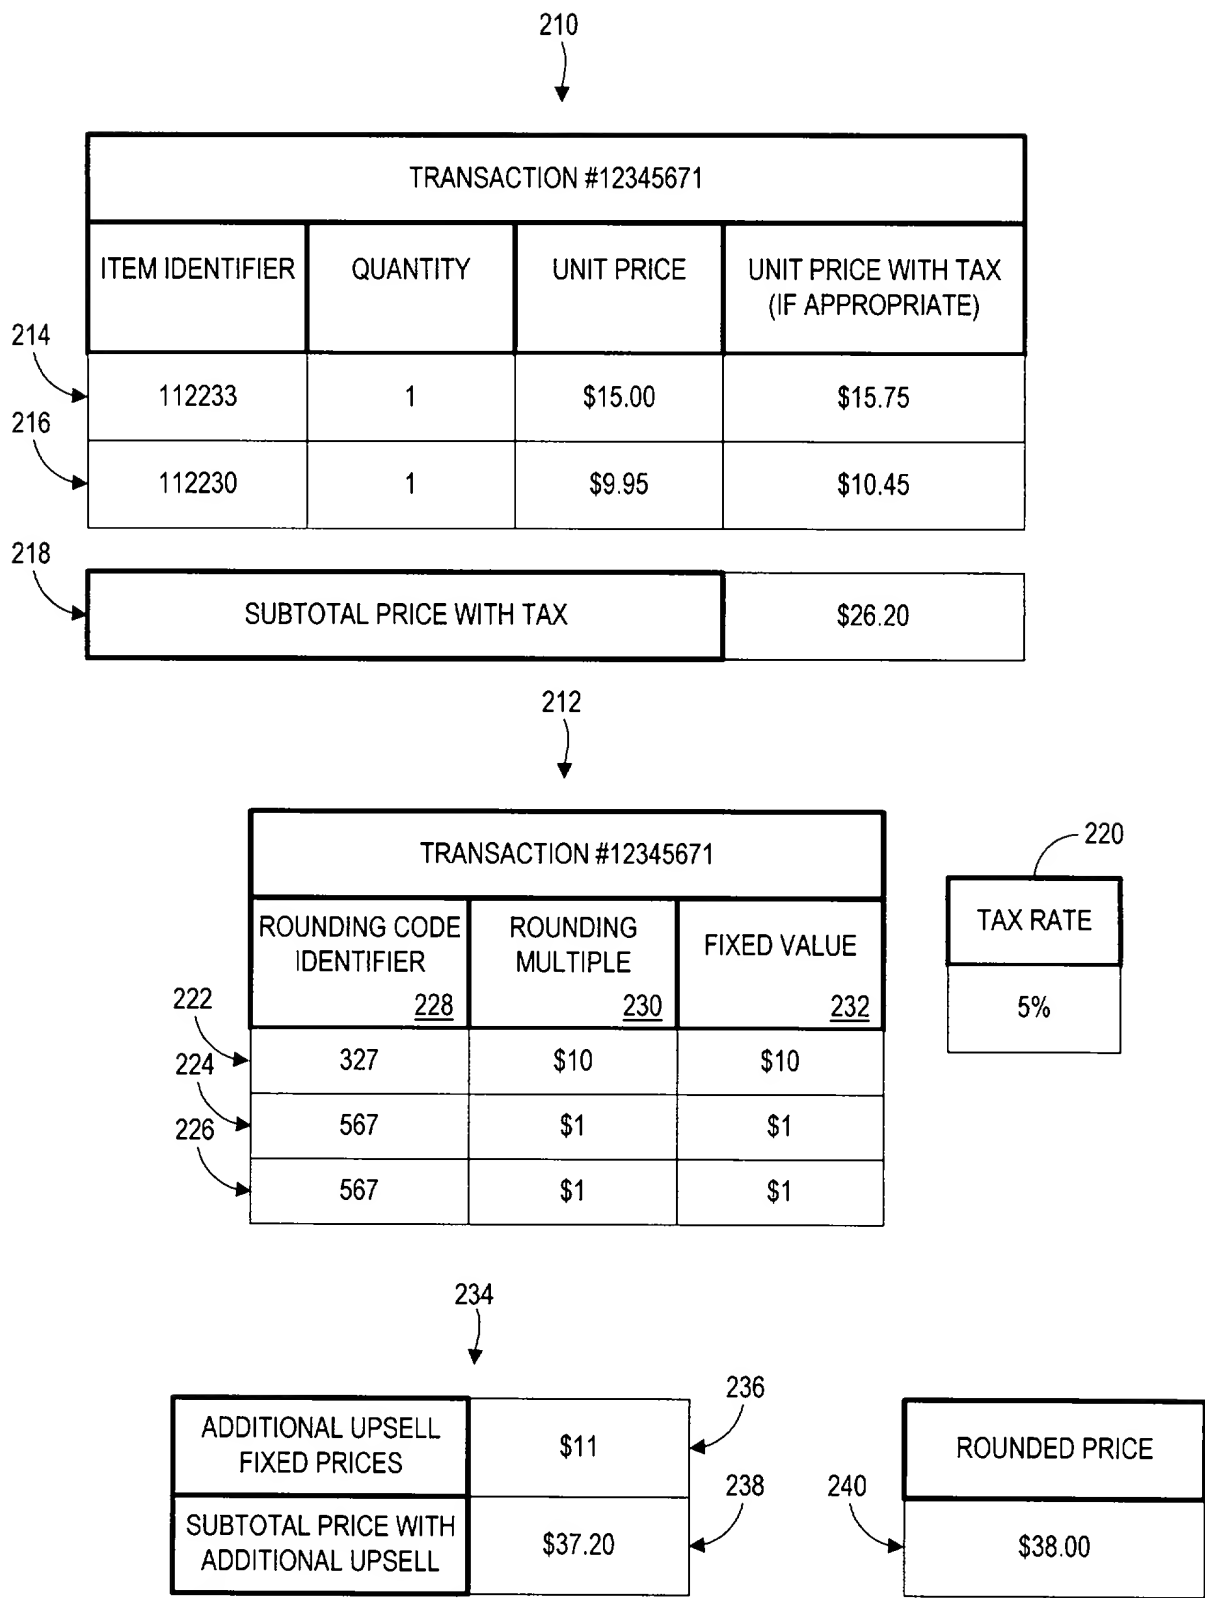 210
TRANSACTION #12345671
ITEM IDENTIFIER
QUANTITY
UNIT PRICE
UNIT PRICE WITH TAX
(IF APPROPRIATE)
214
112233
1
$15.00
$15.75
216
112230
1
$9.95
$10.45
218
SUBTOTAL PRICE WITH TAX
$26.20
212
TRANSACTION #12345671
ROUNDING CODE
IDENTIFIER
228
ROUNDING
MULTIPLE
230
FIXED VALUE
232
220
TAX RATE
5%
222
327
$10
$10
224
567
$1
$1
226
567
$1
$1
234
ADDITIONAL UPSELL
FIXED PRICES
$11
236
SUBTOTAL PRICE WITH
ADDITIONAL UPSELL
$37.20
238
ROUNDED PRICE
240
$38.00